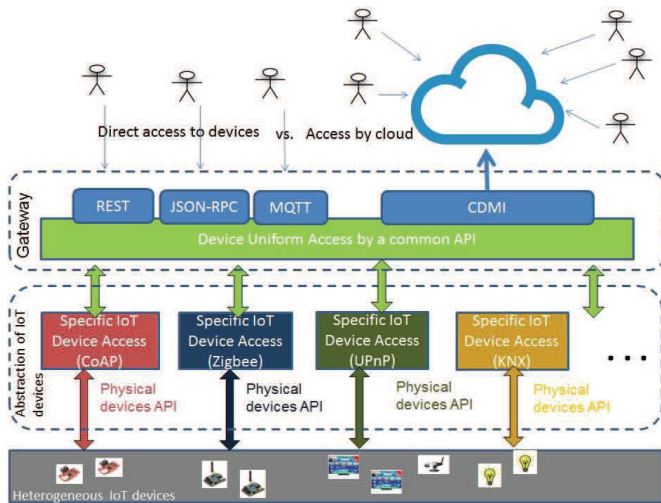 Direct access to devices vs. Access by cloud
Gateway
REST
JSON-RPC
MQTT
CDMI
Device Uniform Access by a common API
Abstraction of IoT
devices
Specific IoT
Device Access
(CoAP)
Specific IoT
Device Access
(Zigbee)
Specific IoT
Device Access
(UPnP)
Specific IoT
Device Access
(KNX)
...
Physical
devices API
Physical
devices API
Physical
devices API
Physical
devices API
Heterogeneous IoT devices